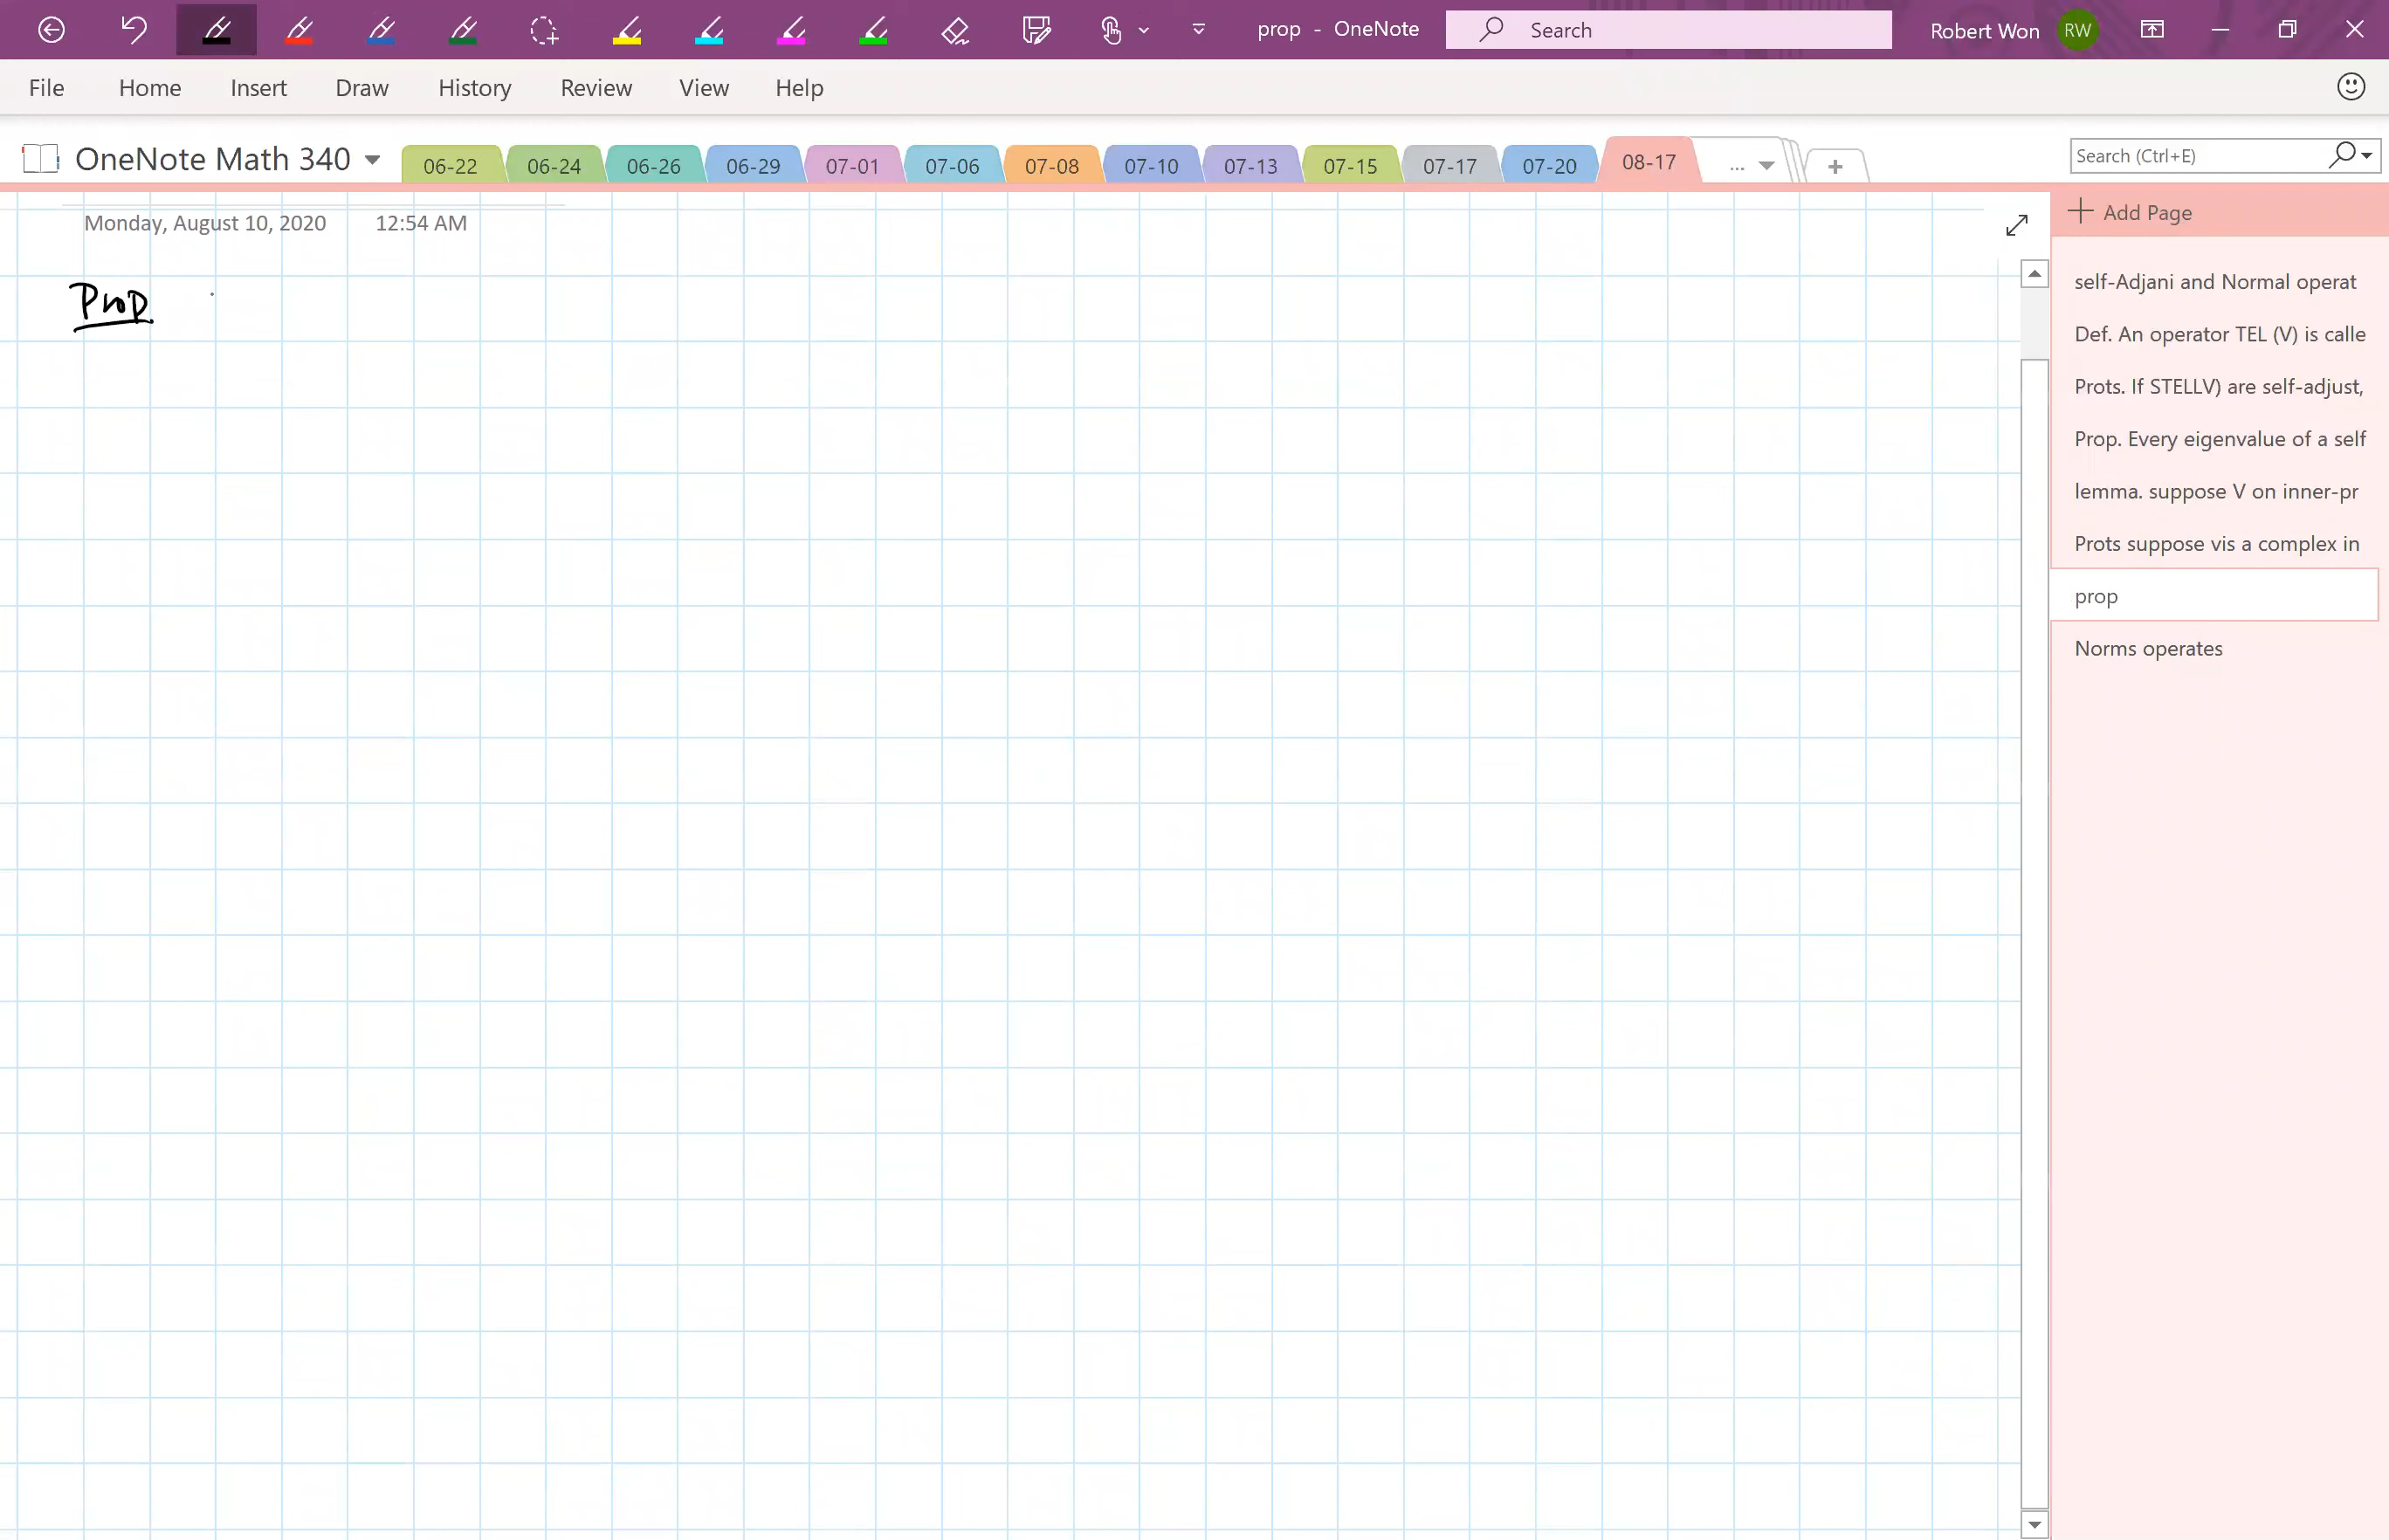 prop - OneNote
Search
Robert Won
RW
File
Home
Insert
Draw
History
Review
View
Help
OneNote Math 340
06-22
06-24
06-26
06-29
07-01
07-06
07-08
07-10
07-13
07-15
07-17
07-20
08-17
...
+
Search (Ctrl+E)
Monday, August 10, 2020 12:54 AM
Prop
Add Page
self-Adjani and Normal operat
Def. An operator TEL (V) is calle
Prots. If STELLV) are self-adjust,
Prop. Every eigenvalue of a self
lemma. suppose V on inner-pr
Prots suppose vis a complex in
prop
Norms operates